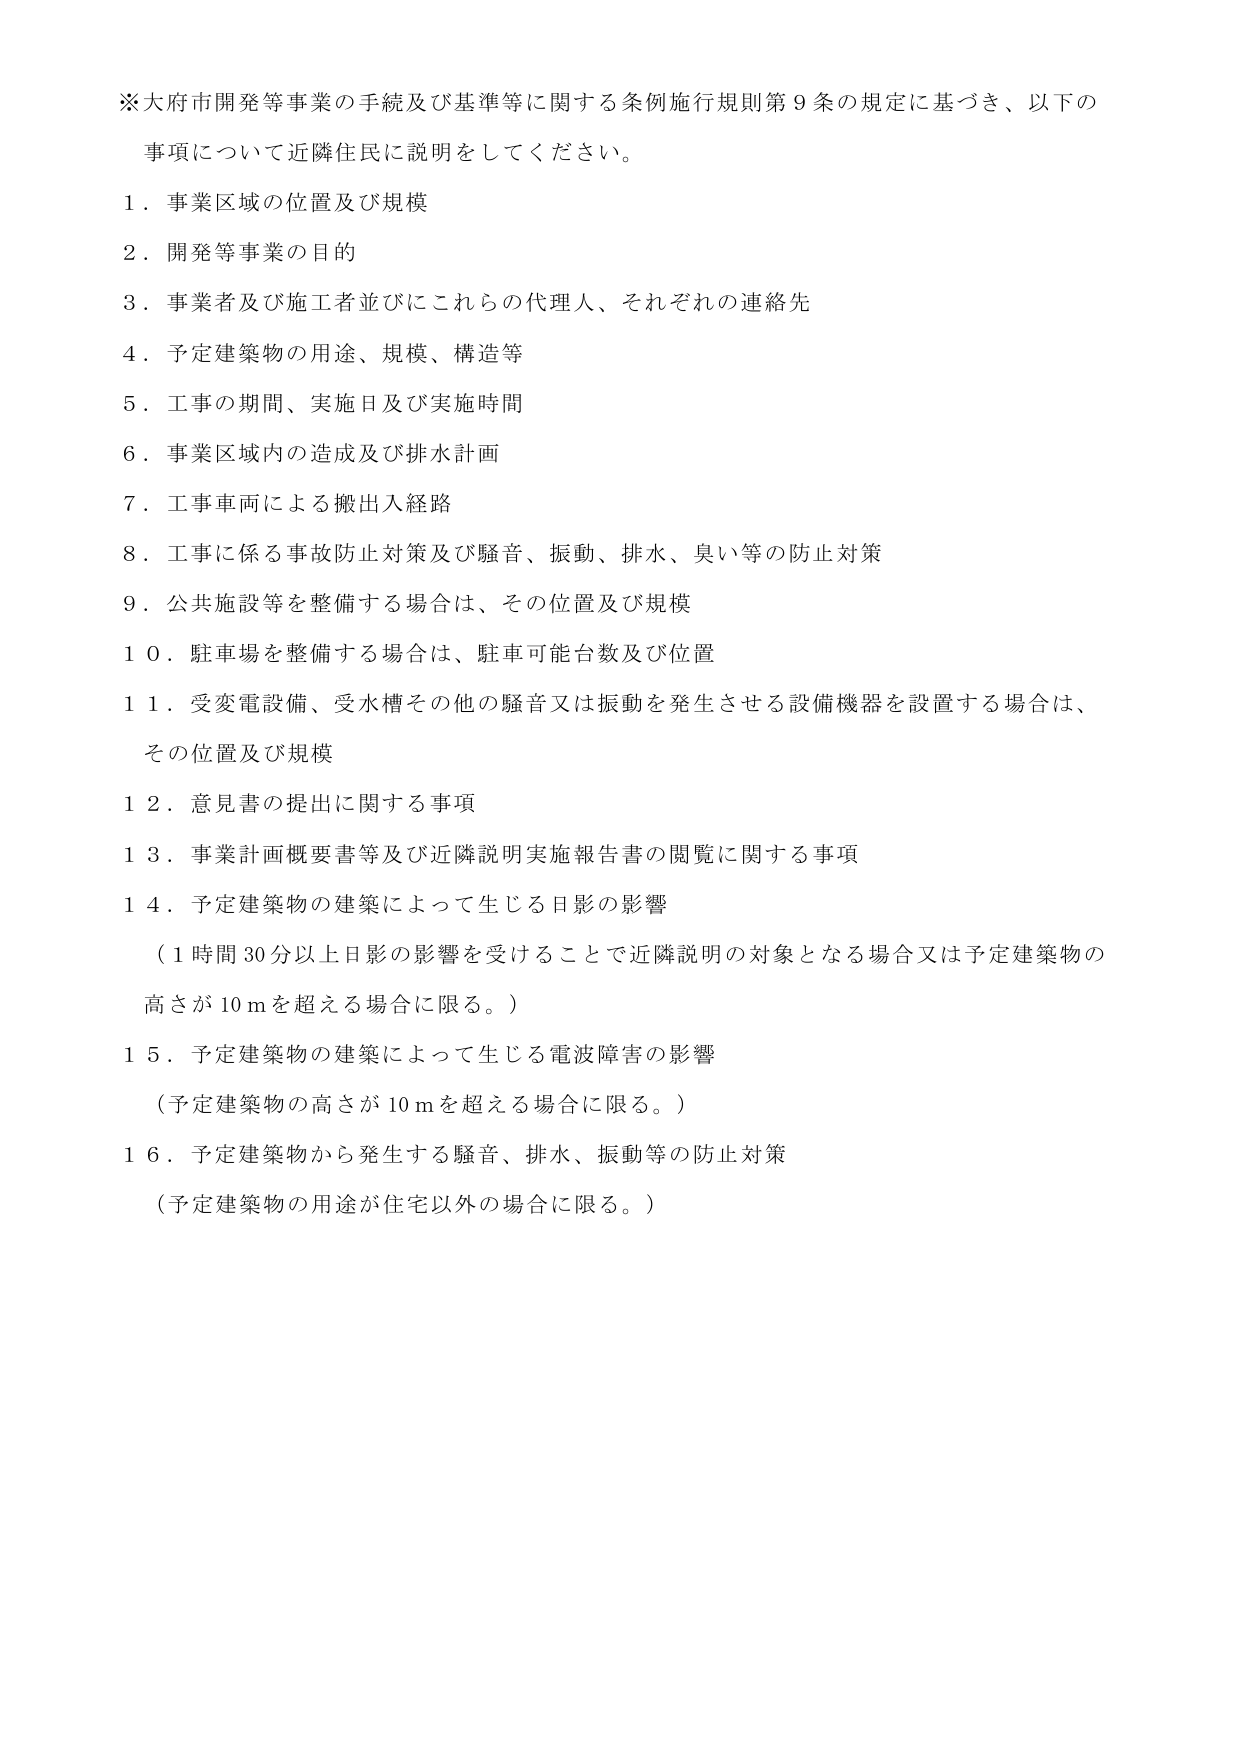 ※大府市開発等事業の手続及び基準等に関する条例施行規則第９条の規定に基づき、以下の
事項について近隣住民に説明をしてください。
１．事業区域の位置及び規模
２．開発等事業の目的
３．事業者及び施工者並びにこれらの代理人、それぞれの連絡先
４．予定建築物の用途、規模、構造等
５．工事の期間、実施日及び実施時間
６．事業区域内の造成及び排水計画
７．工事車両による搬出入経路
８．工事に係る事故防止対策及び騒音、振動、排水、臭い等の防止対策
９．公共施設等を整備する場合は、その位置及び規模
１０．駐車場を整備する場合は、駐車可能台数及び位置
１１．受変電設備、受水槽その他の騒音又は振動を発生させる設備機器を設置する場合は、
その位置及び規模
１２．意見書の提出に関する事項
１３．事業計画概要書等及び近隣説明実施報告書の閲覧に関する事項
１４．予定建築物の建築によって生じる日影の影響
（１時間 30 分以上日影の影響を受けることで近隣説明の対象となる場合又は予定建築物の
高さが 10ｍを超える場合に限る。）
１５．予定建築物の建築によって生じる電波障害の影響
（予定建築物の高さが 10ｍを超える場合に限る。）
１６．予定建築物から発生する騒音、排水、振動等の防止対策
（予定建築物の用途が住宅以外の場合に限る。）